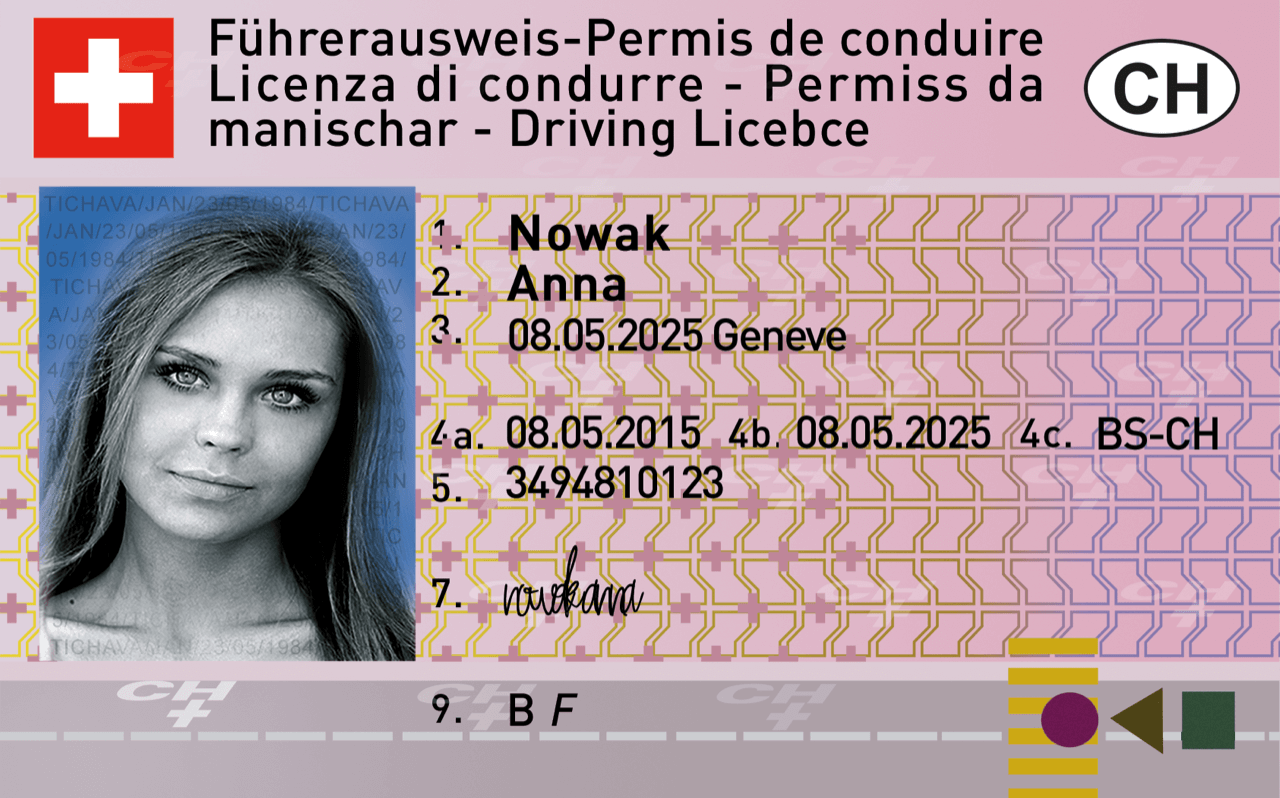 Führerausweis-Permis de conduire
Licenza di condurre - Permiss da
manischar - Driving Licebce
CH
TICHAVA/JAN/23/05/1984/TICHAVA
/JAN/23/05/ JAN/23/
05/1984/ 1984/
TICHAV
1. Nowak
2. Anna
3. 08.05.2025 Geneve
4a. 08.05.2015 4b. 08.05.2025 4c. BS-CH
5. 3494810123
7. nowakanna
TICHAVA/JAN/23/05/1984
CH CH CH
9. B F